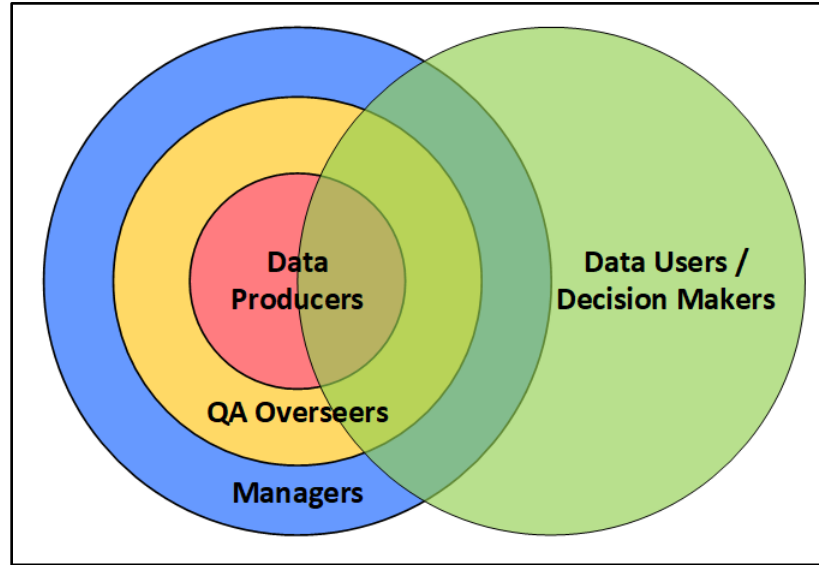 Data
Producers
Data Users /
Decision Makers
QA Overseers
Managers